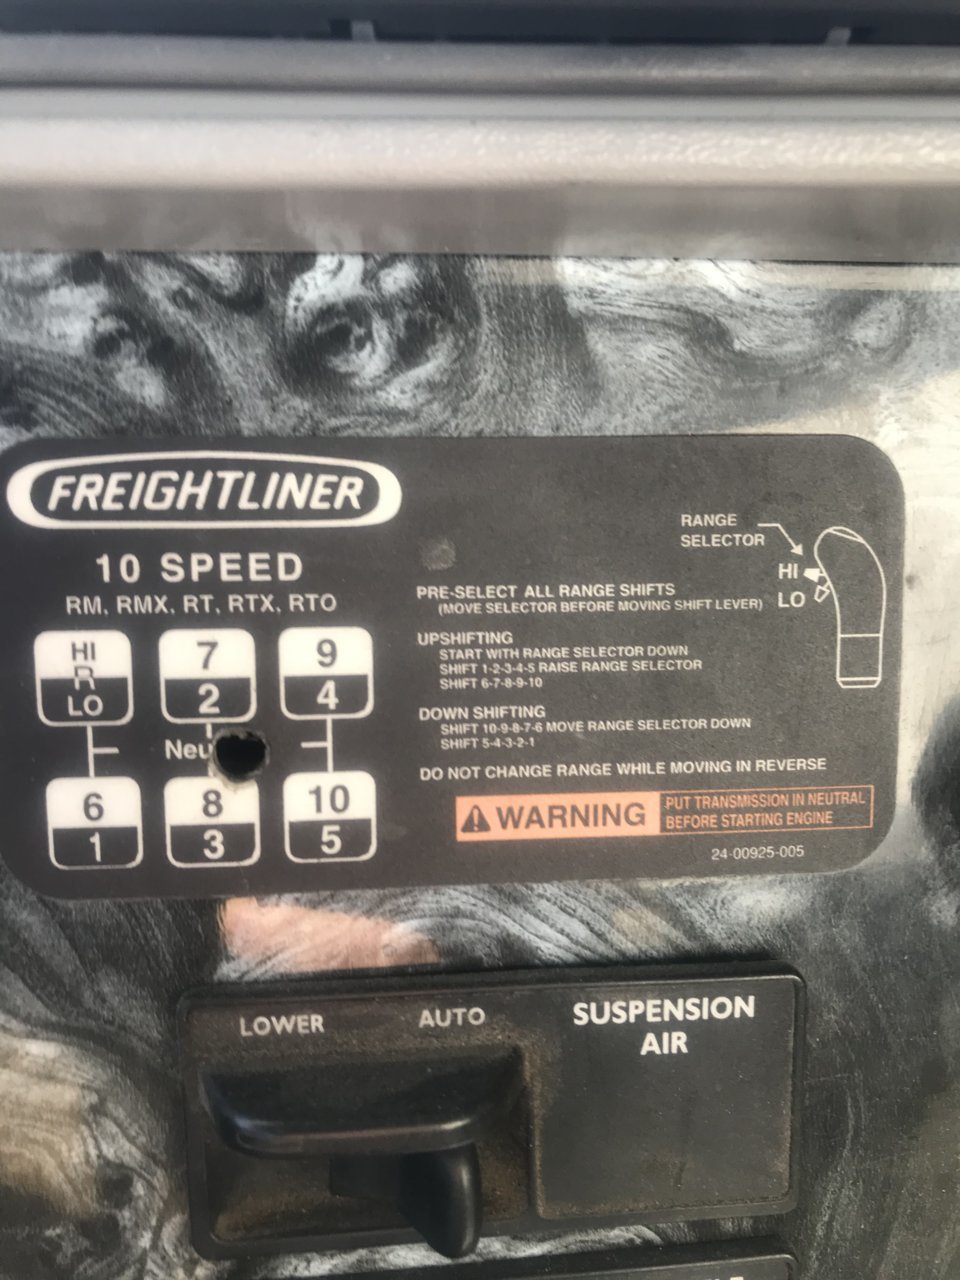 FREIGHTLINER
10 SPEED
RM, RMX, RT, RTX, RTO
HI
R
LO
7
2
9
4
Neu
6
1
8
3
10
5
RANGE
SELECTOR
HI
LO
PRE-SELECT ALL RANGE SHIFTS
(MOVE SELECTOR BEFORE MOVING SHIFT LEVER)
UPSHIFTING
START WITH RANGE SELECTOR DOWN
SHIFT 1-2-3-4-5 RAISE RANGE SELECTOR
SHIFT 6-7-8-9-10
DOWN SHIFTING
SHIFT 10-9-8-7-6 MOVE RANGE SELECTOR DOWN
SHIFT 5-4-3-2-1
DO NOT CHANGE RANGE WHILE MOVING IN REVERSE
WARNING
PUT TRANSMISSION IN NEUTRAL
BEFORE STARTING ENGINE
24-00925-005
LOWER
AUTO
SUSPENSION
AIR